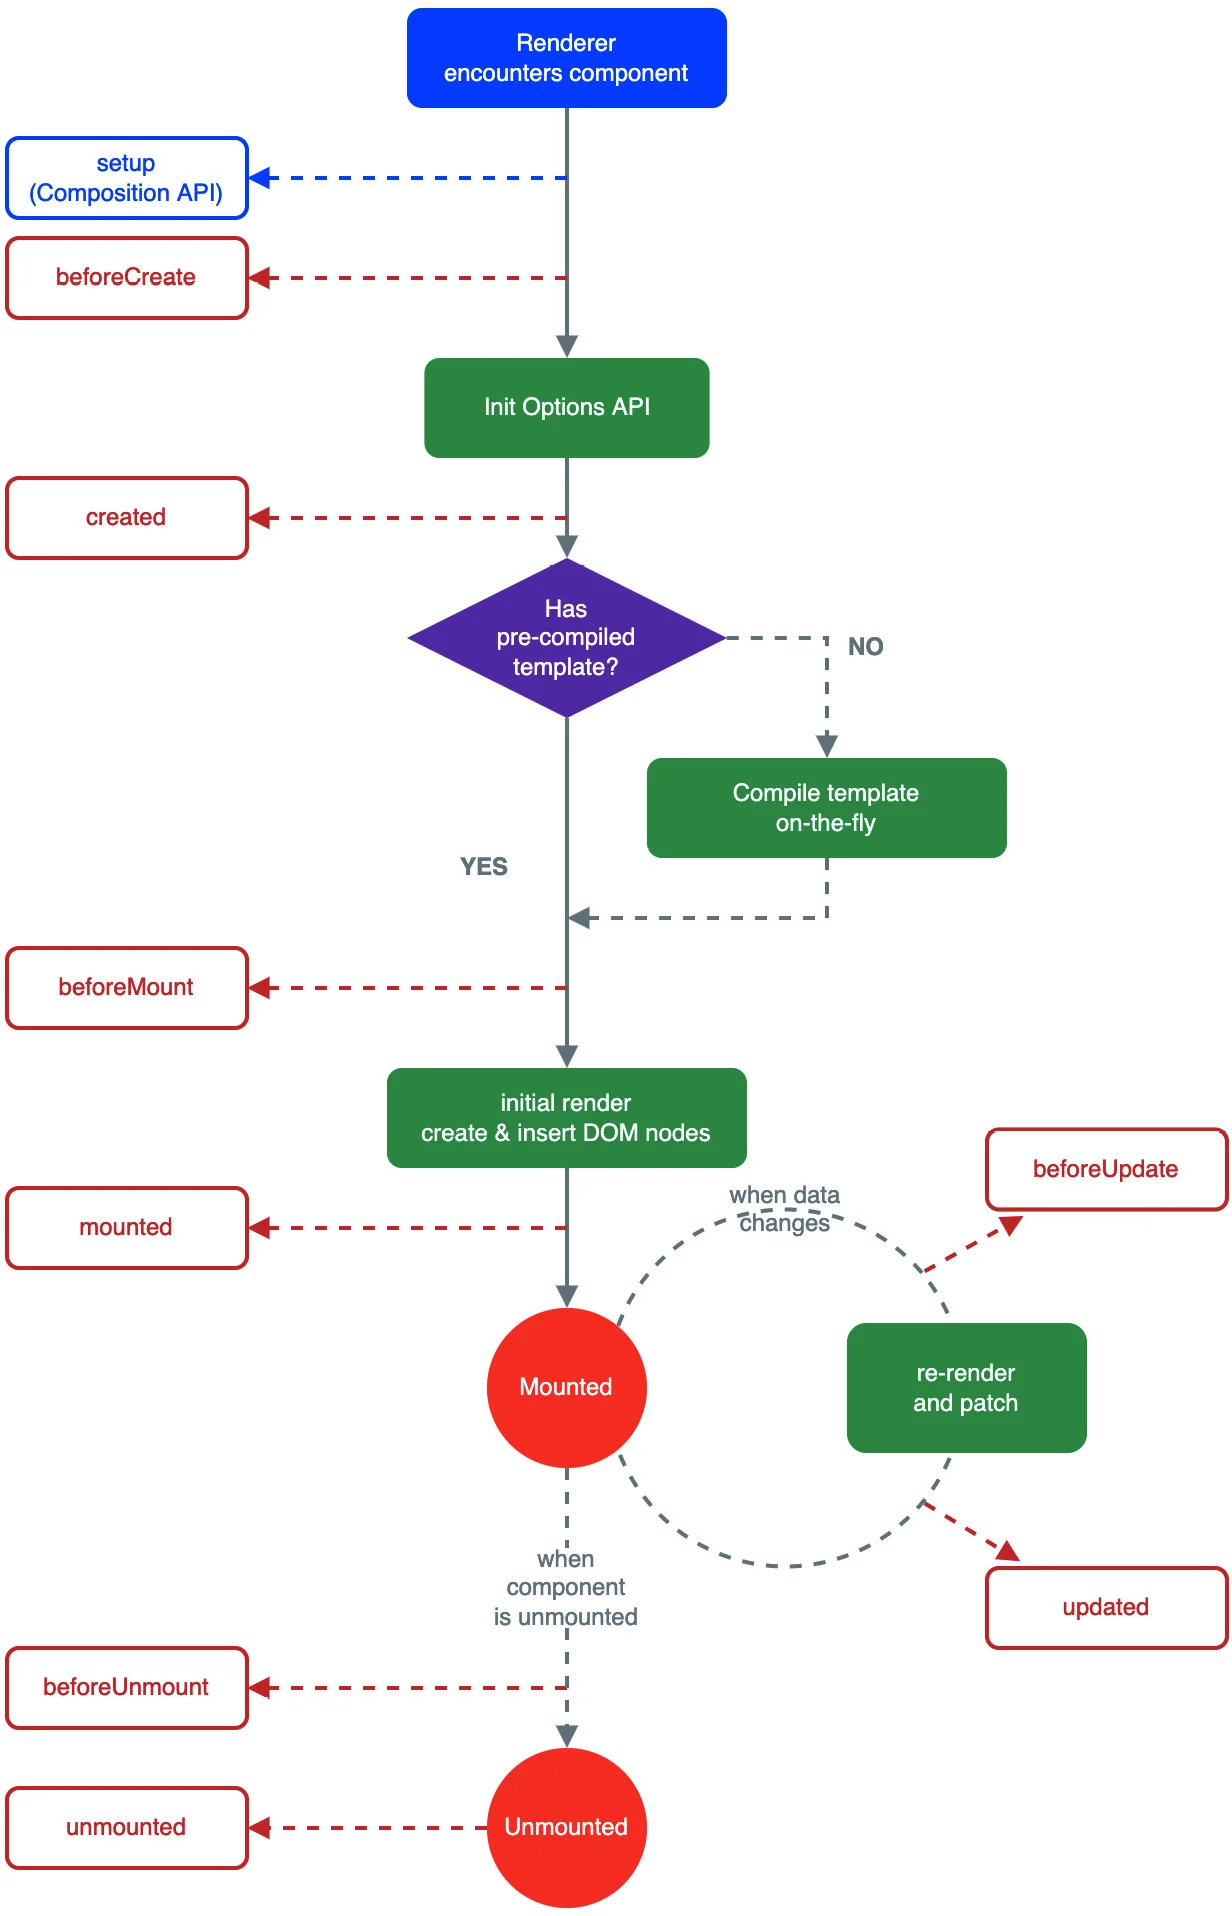 Renderer
encounters component
setup
(Composition API)
beforeCreate
Init Options API
created
Has
pre-compiled
template?
NO
Compile template
on-the-fly
YES
beforeMount
initial render
create & insert DOM nodes
beforeUpdate
when data
changes
mounted
Mounted
re-render
and patch
when
component
is unmounted
updated
beforeUnmount
unmounted
Unmounted